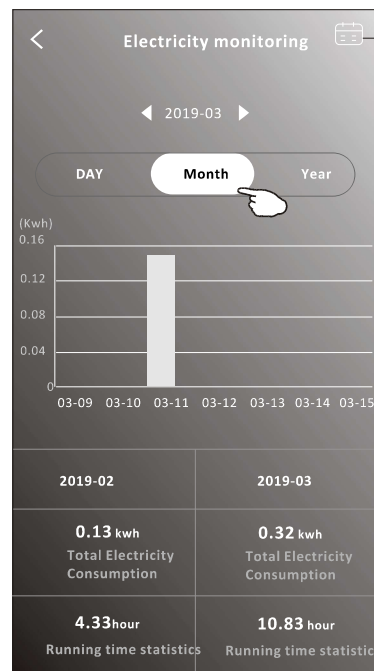 Electricity monitoring
2019-03
DAY Month Year
(Kwh)
0.16
0.12
0.08
0.04
0
03-09 03-10 03-11 03-12 03-13 03-14 03-15
2019-02 2019-03
0.13 kwh 0.32 kwh
Total Electricity Total Electricity
Consumption Consumption
4.33hour 10.83 hour
Running time statistics Running time statistic